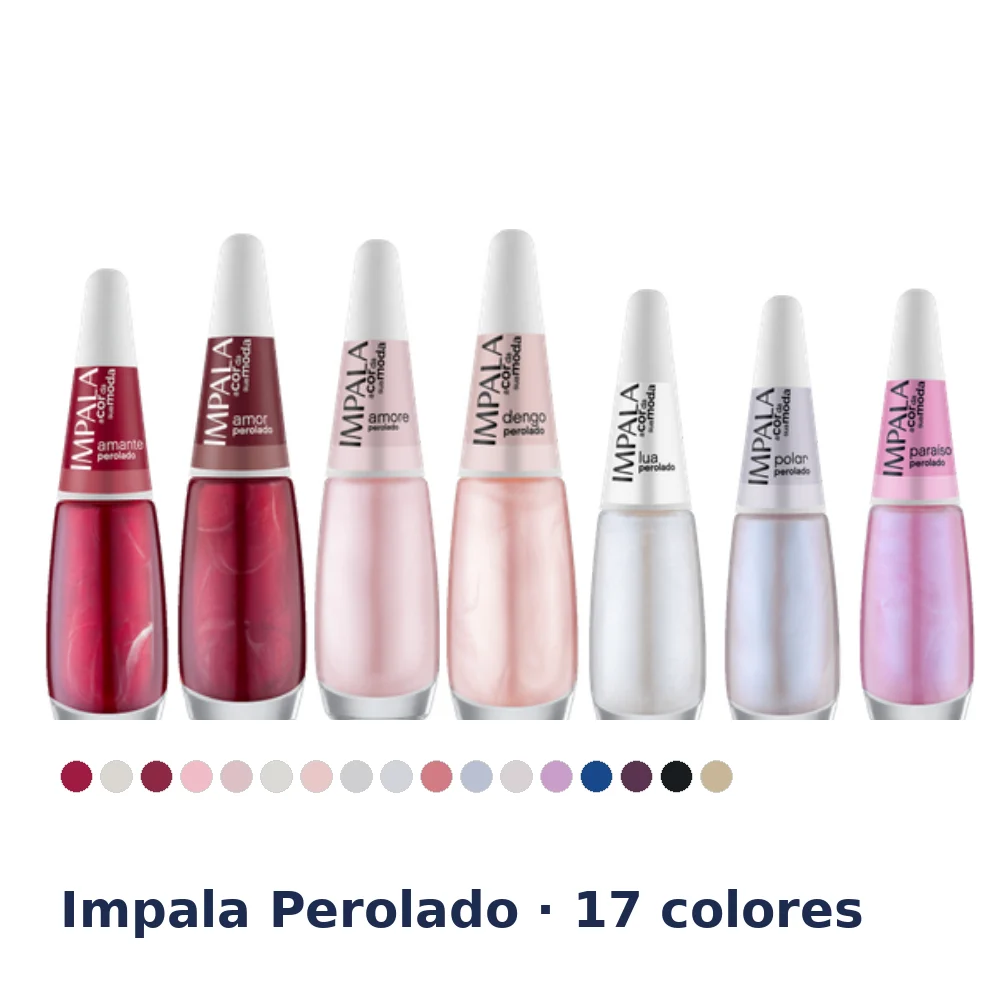 IMPALA
a cor da
sua moda
amante
perolado
IMPALA
a cor da
sua moda
amor
perolado
IMPALA
a cor da
sua moda
amore
perolado
IMPALA
a cor da
sua moda
dengo
perolado
IMPALA
a cor da
sua moda
lua
perolado
IMPALA
a cor da
sua moda
polar
perolado
IMPALA
a cor da
sua moda
paraíso
perolado
Impala Perolado · 17 colores